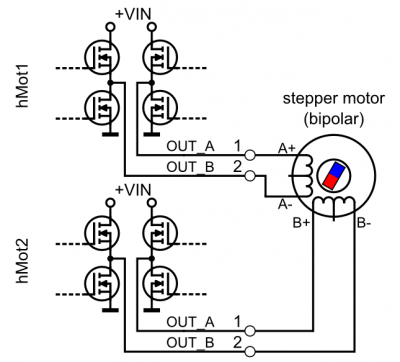 hMot1
+VIN
OUT_A 1
OUT_B 2
stepper motor
(bipolar)
A+
A-
B+ B-
hMot2
+VIN
OUT_A 1
OUT_B 2